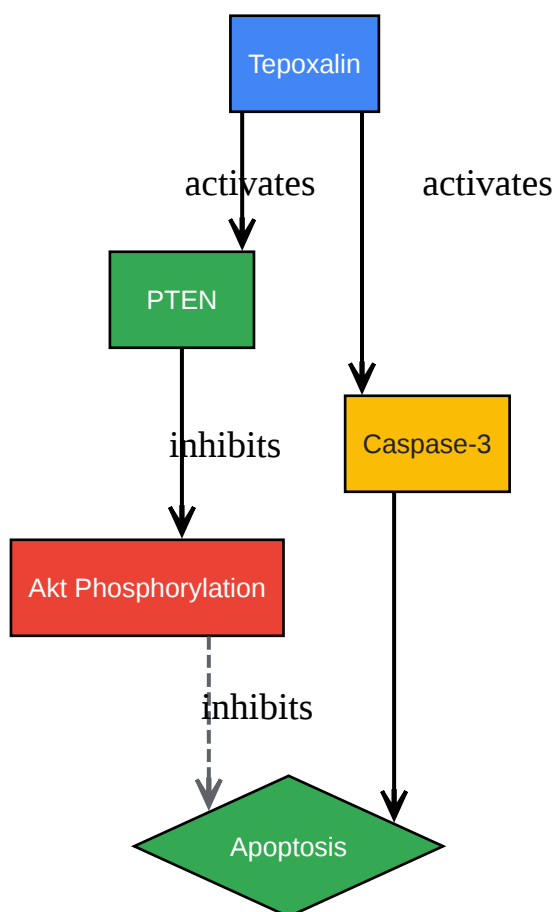 Tepoxalin
activates
activates
PTEN
inhibits
Caspase-3
Akt Phosphorylation
inhibits
Apoptosis